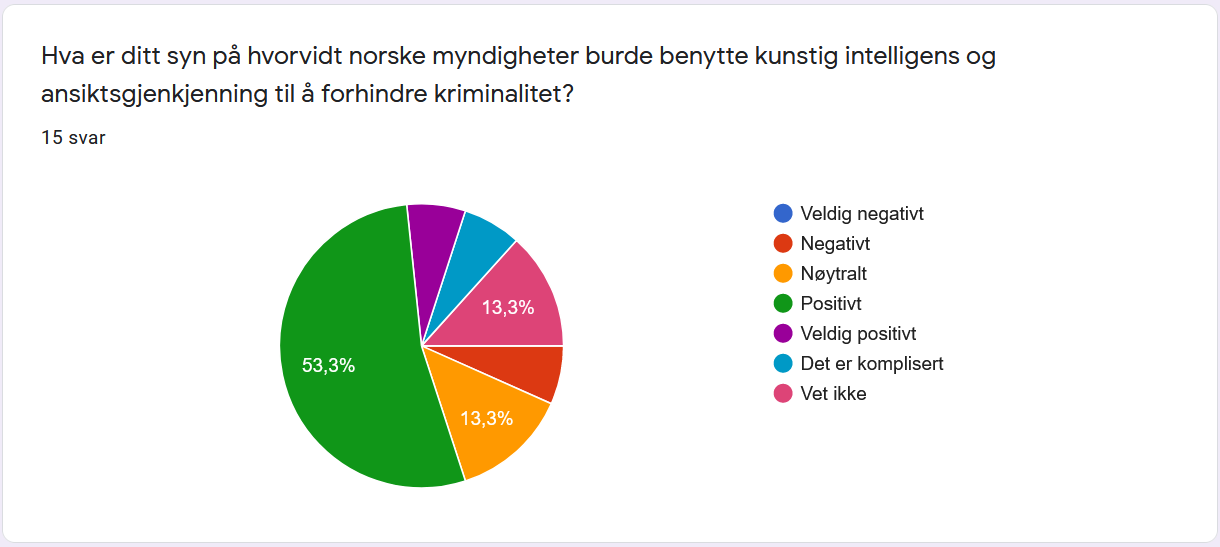 Hva er ditt syn på hvorvidt norske myndigheter burde benytte kunstig intelligens og
ansiktsgjenkjenning til å forhindre kriminalitet?
15 svar
Veldig negativt
Negativt
Nøytralt
Positivt
Veldig positivt
Det er komplisert
Vet ikke
13,3%
53,3%
13,3%